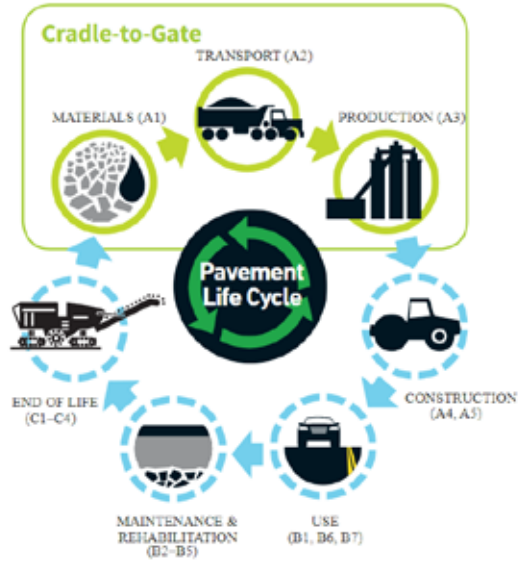 Cradle-to-Gate
TRANSPORT (A2)
MATERIALS (A1)
PRODUCTION (A3)
Pavement
Life Cycle
END OF LIFE
(C1–C4)
CONSTRUCTION
(A4, A5)
MAINTENANCE &
REHABILITATION
(B2–B5)
USE
(B1, B6, B7)